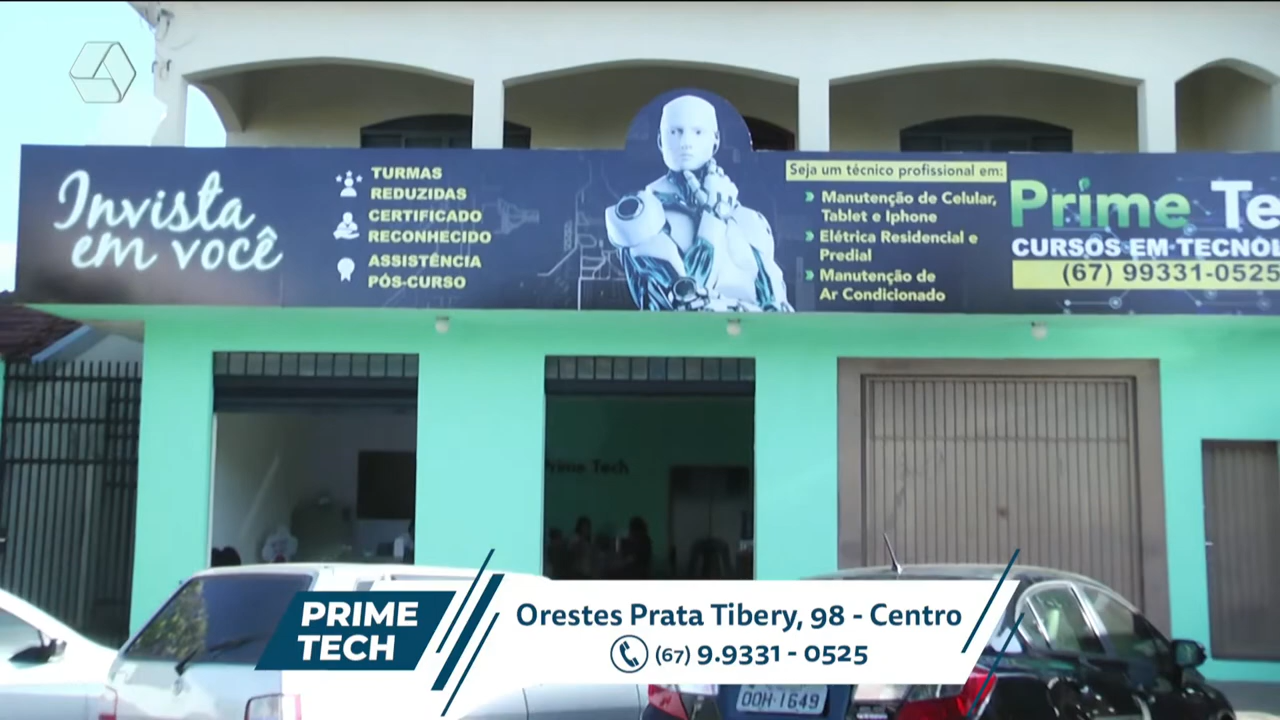 Invista
em você
TURMAS
REDUZIDAS
CERTIFICADO
RECONHECIDO
ASSISTÊNCIA
PÓS-CURSO
Seja um técnico profissional em:
Manutenção de Celular,
Tablet e Iphone
Elétrica Residencial e
Predial
Manutenção de
Ar Condicionado
Prime Te
CURSOS EM TECNOL
(67) 99331-0525
Prime Tech
PRIME
TECH
Orestes Prata Tibery, 98 - Centro
(67) 9.9331 - 0525
OOH·1649